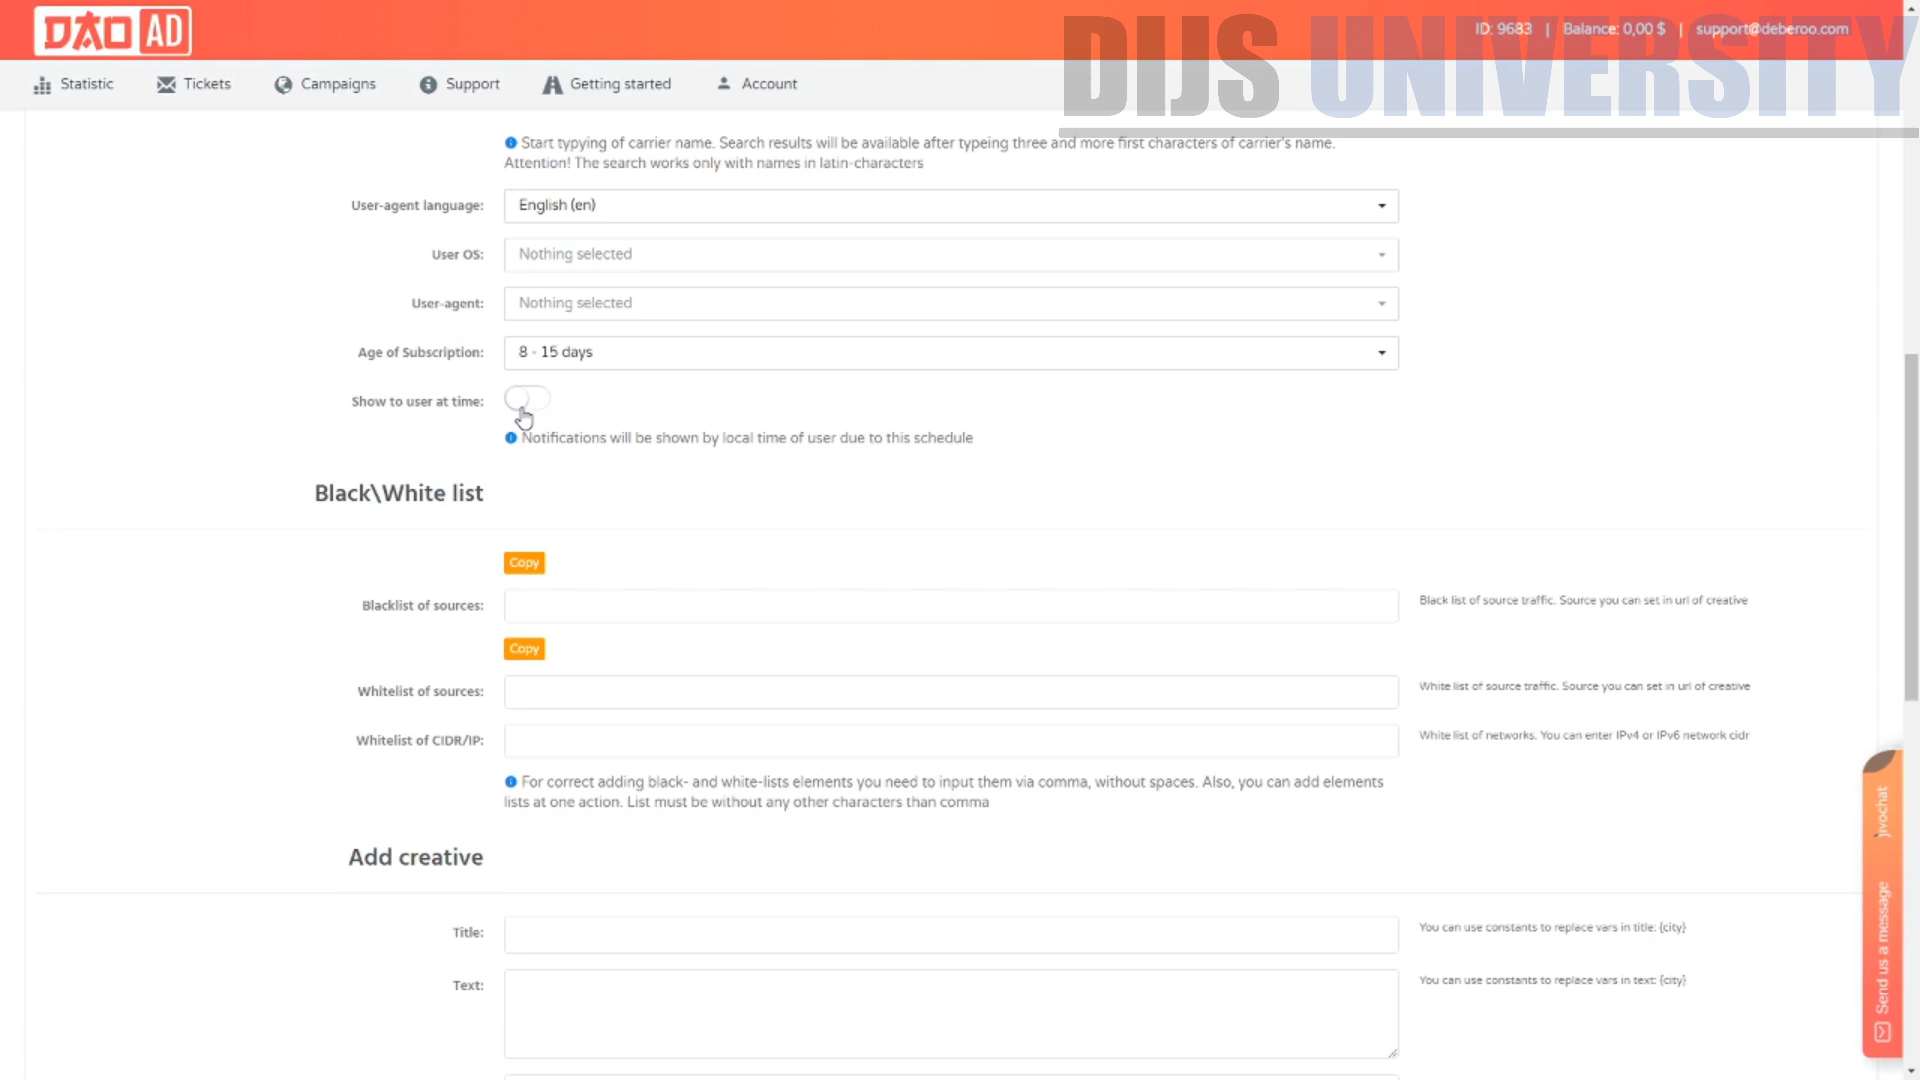 DAO AD
DIJS UNIVERSITY
ID: 9683 | Balance: 0,00 $ | support@deberoo.com
Statistic
Tickets
Campaigns
Support
Getting started
Account
Start typying of carrier name. Search results will be available after typeing three and more first characters of carrier's name.
Attention! The search works only with names in latin-characters
User-agent language:
English (en)
User OS:
Nothing selected
User-agent:
Nothing selected
Age of Subscription:
8 - 15 days
Show to user at time:
Notifications will be shown by local time of user due to this schedule
Black\White list
Copy
Blacklist of sources:
Black list of source traffic. Source you can set in url of creative
Copy
Whitelist of sources:
White list of source traffic. Source you can set in url of creative
Whitelist of CIDR/IP:
White list of networks. You can enter IPv4 or IPv6 network cidr
For correct adding black- and white-lists elements you need to input them via comma, without spaces. Also, you can add elements
lists at one action. List must be without any other characters than comma
Add creative
Title:
You can use constants to replace vars in title: {city}
Text:
You can use constants to replace vars in text: {city}
jivochat
Send us a message